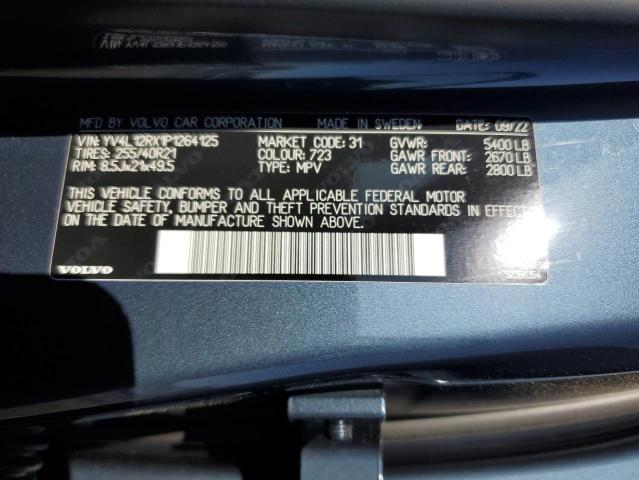 MFD BY VOLVO CAR CORPORATION MADE IN SWEDEN DATE: 09/22
VIN: YV4L12RX1P1264125 MARKET CODE: 31 GVWR: 5400 LB
TIRES: 255/40R21 COLOUR: 723 GAWR FRONT: 2670 LB
RIM: 8.5Jx21x49.5 TYPE: MPV GAWR REAR: 2800 LB
THIS VEHICLE CONFORMS TO ALL APPLICABLE FEDERAL MOTOR
VEHICLE SAFETY, BUMPER AND THEFT PREVENTION STANDARDS IN EFFECT
ON THE DATE OF MANUFACTURE SHOWN ABOVE.
VOLVO